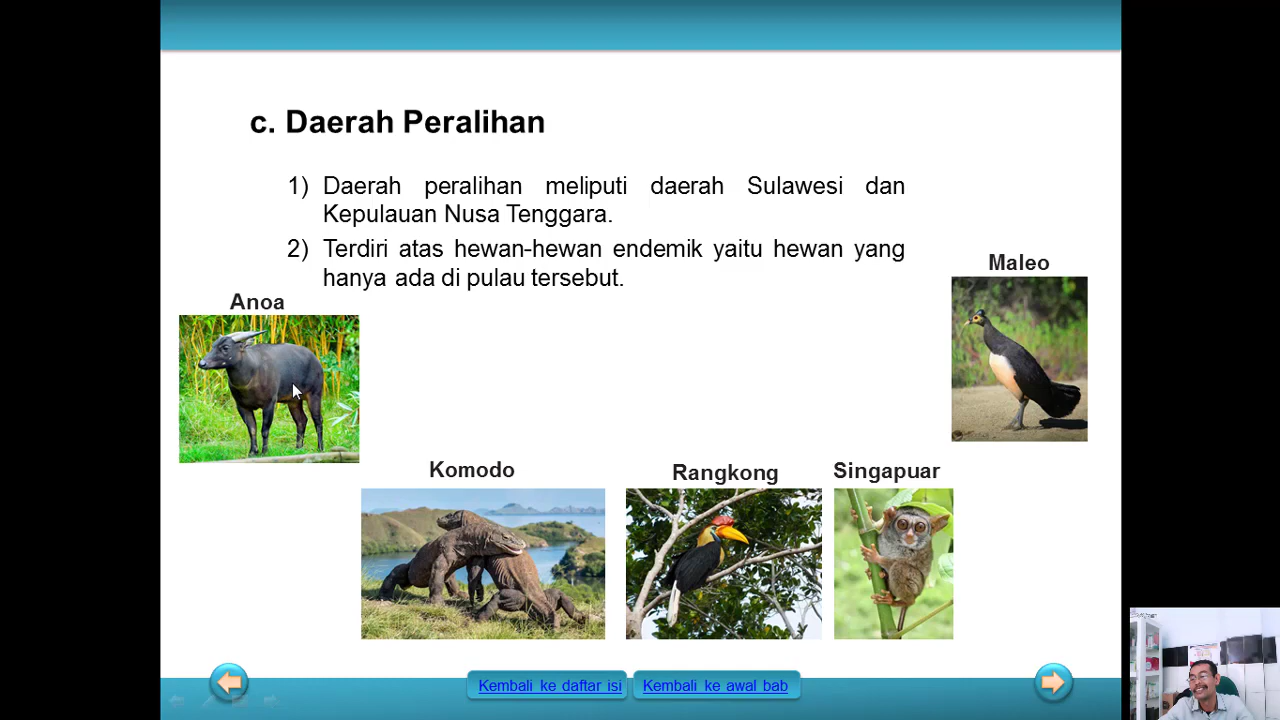 c. Daerah Peralihan
1) Daerah peralihan meliputi daerah Sulawesi dan
Kepulauan Nusa Tenggara.
2) Terdiri atas hewan-hewan endemik yaitu hewan yang
hanya ada di pulau tersebut.
Maleo
Anoa
Komodo
Rangkong
Singapuar
Kembali ke daftar isi
Kembali ke awal bab